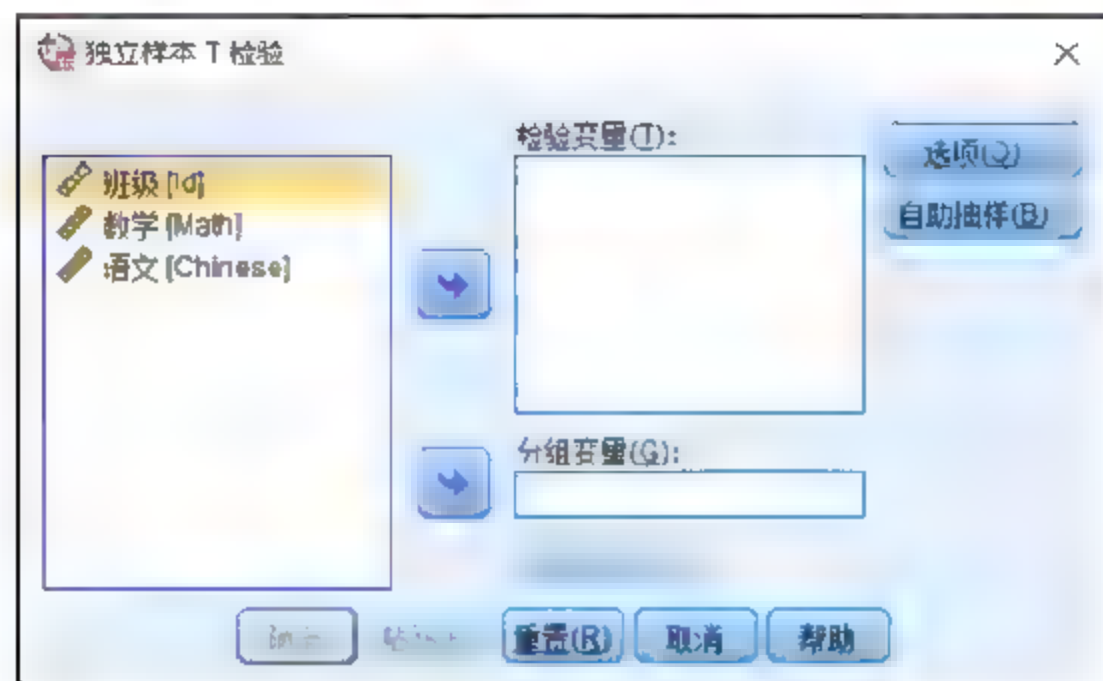 独立样本 T 检验
检验变量(T):
选项(O)
班级 [Id]
数学 [Math]
自助抽样(B)
语文 [Chinese]
分组变量(G):
重置(R) 取消 帮助